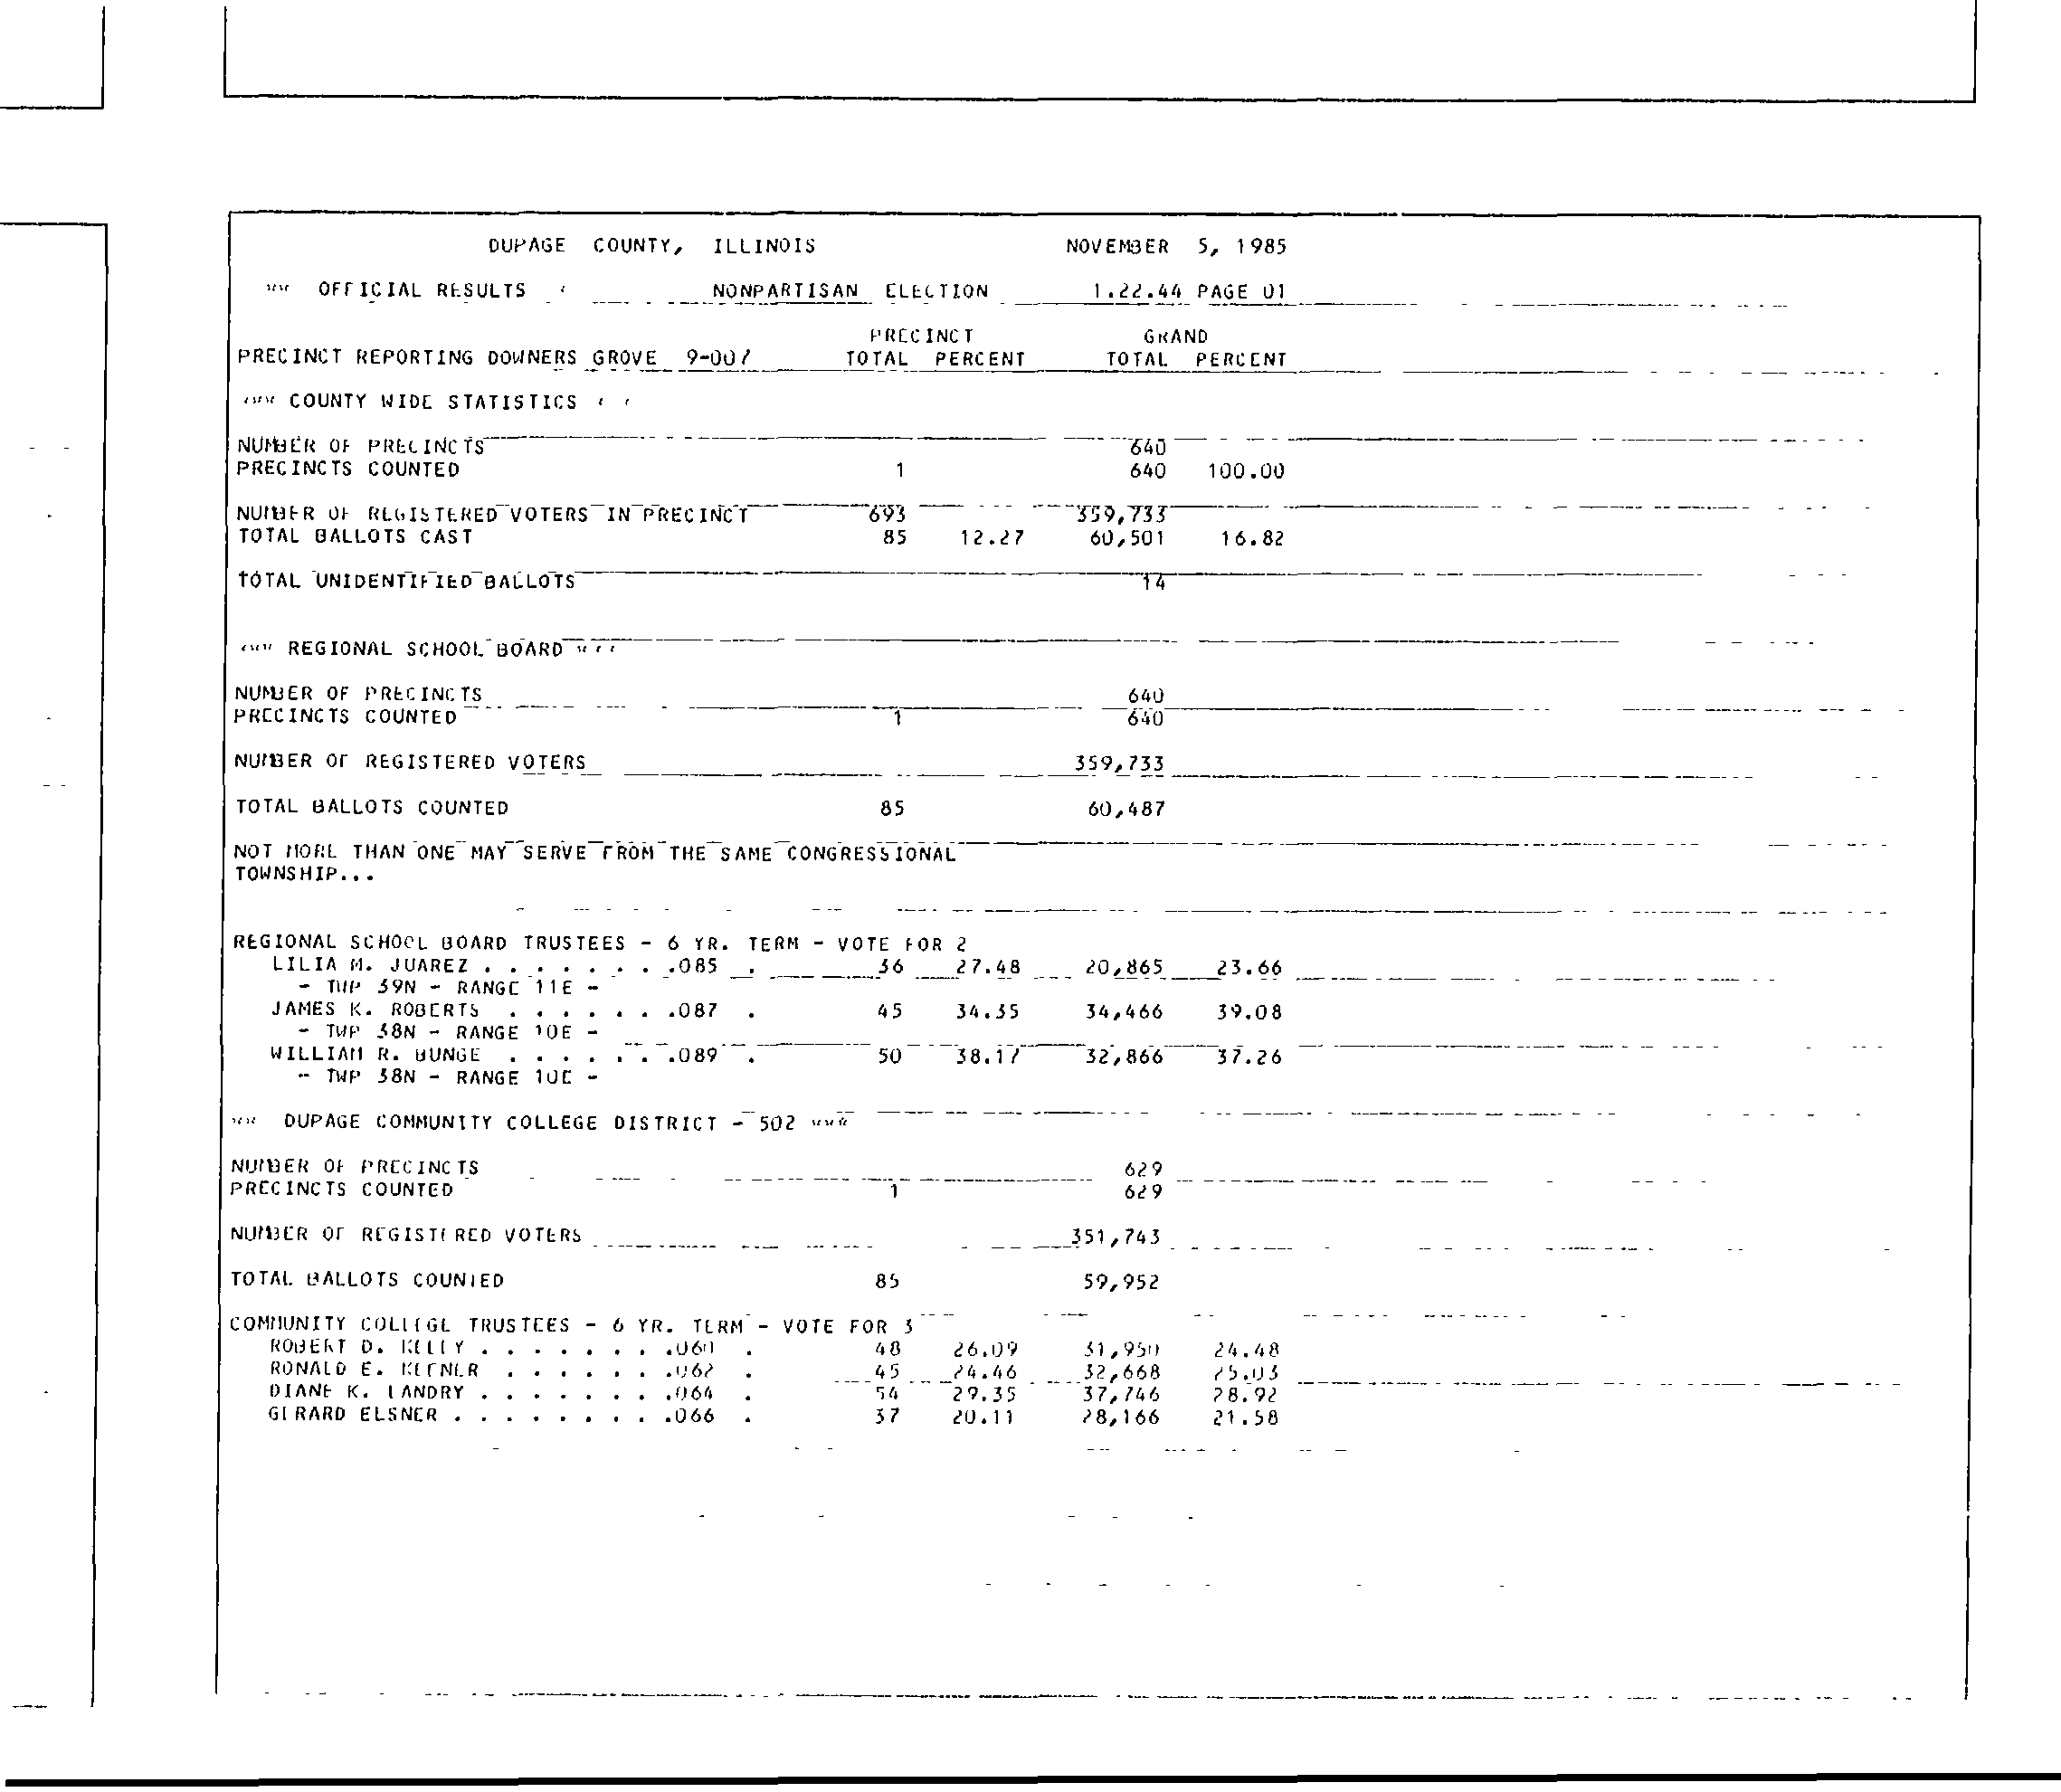 DUPAGE COUNTY, ILLINOIS NOVEMBER 5, 1985
OFFICIAL RESULTS NONPARTISAN ELECTION 1.22.44 PAGE 01
PRECINCT GRAND
PRECINCT REPORTING DOWNERS GROVE 9-007 TOTAL PERCENT TOTAL PERCENT
*** COUNTY WIDE STATISTICS
NUMBER OF PRECINCTS 640
PRECINCTS COUNTED 1 640 100.00
NUMBER OF REGISTERED VOTERS IN PRECINCT 693 359,733
TOTAL BALLOTS CAST 85 12.27 60,501 16.82
TOTAL UNIDENTIFIED BALLOTS 14
*** REGIONAL SCHOOL BOARD ***
NUMBER OF PRECINCTS 640
PRECINCTS COUNTED 1 640
NUMBER OF REGISTERED VOTERS 359,733
TOTAL BALLOTS COUNTED 85 60,487
NOT MORE THAN ONE MAY SERVE FROM THE SAME CONGRESSIONAL
TOWNSHIP...
REGIONAL SCHOOL BOARD TRUSTEES - 6 YR. TERM - VOTE FOR 2
LILIA M. JUAREZ . . . . . . . .085 . 36 27.48 20,865 23.66
- TWP 39N - RANGE 11E -
JAMES K. ROBERTS . . . . . . .087 . 45 34.35 34,466 39.08
- TWP 38N - RANGE 10E -
WILLIAM R. BUNGE . . . . . . .089 . 50 38.17 32,866 37.26
- TWP 38N - RANGE 10E -
*** DUPAGE COMMUNITY COLLEGE DISTRICT - 502 ***
NUMBER OF PRECINCTS 629
PRECINCTS COUNTED 1 629
NUMBER OF REGISTERED VOTERS 351,743
TOTAL BALLOTS COUNTED 85 59,952
COMMUNITY COLLEGE TRUSTEES - 6 YR. TERM - VOTE FOR 3
ROBERT D. KELLY . . . . . . . .060 . 48 26.09 31,950 24.48
RONALD E. KEENER . . . . . . .062 . 45 24.46 32,668 25.03
DIANE K. LANDRY . . . . . . . .064 . 54 29.35 37,746 28.92
GERARD ELSNER . . . . . . . . .066 . 37 20.11 28,166 21.58